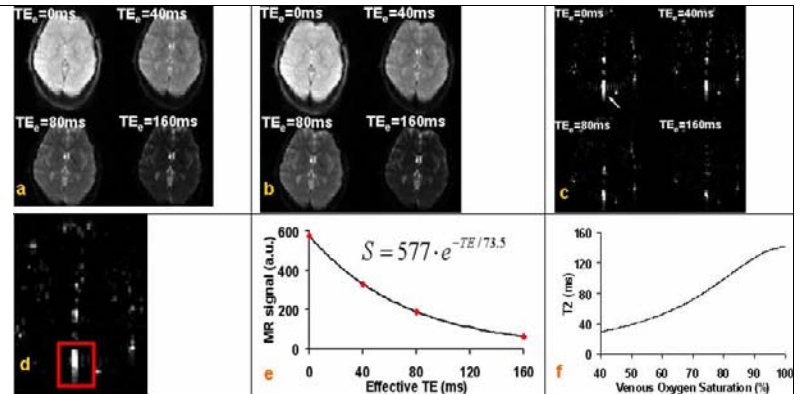 TEe=0ms TEe=40ms
TEe=80ms TEe=160ms
a
TEe=0ms TEe=40ms
TEe=80ms TEe=160ms
b
TEe=0ms TEe=40ms
TEe=80ms TEe=160ms
c
d
MR signal (a.u.)
600
400
200
0
S = 577 · e^{-TE/73.5}
0 40 80 120 160
Effective TE (ms)
e
T2 (ms)
160
120
80
40
0
40 50 60 70 80 90 100
Venous Oxygen Saturation (%)
f